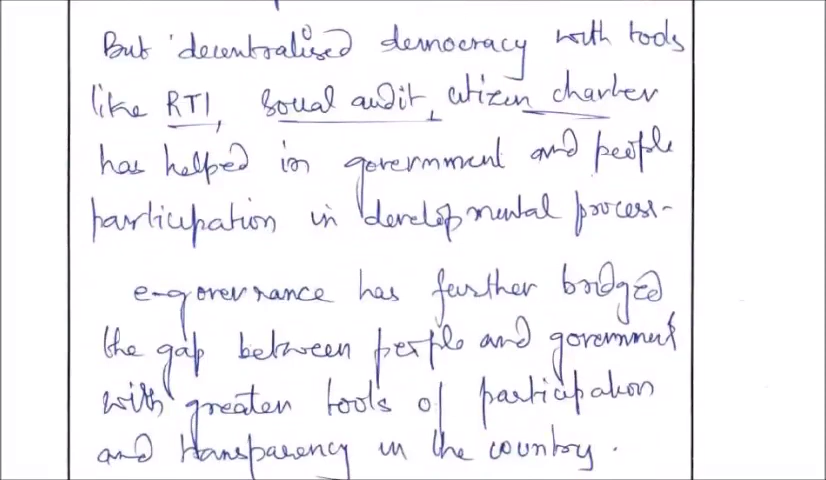 But decentralised democracy with tools
like RTI, social audit, citizen charter
has helped in government and people
participation in developmental process-
e-governance has further bridged
the gap between people and government
with greater tools of participation
and transparency in the country.